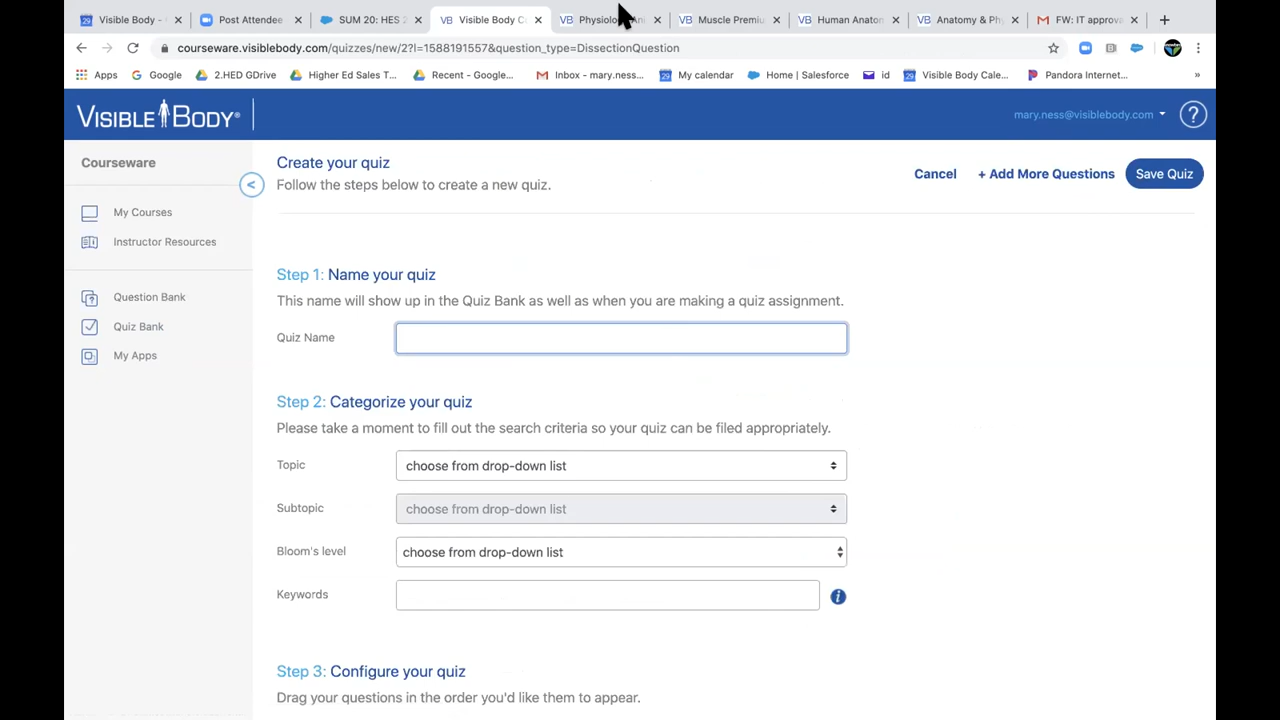 Visible Body -
Post Attendee
SUM 20: HES 2
Visible Body C
Physiolo
Ani
Muscle Premiu
Human Anaton
Anatomy & Phy
FW: IT approva
courseware.visiblebody.com/quizzes/new/2?l=1588191557&question_type=DissectionQuestion
Apps
Google
2.HED GDrive
Higher Ed Sales T...
Recent - Google...
Inbox - mary.ness...
My calendar
Home | Salesforce
id
Visible Body Cale...
Pandora Internet...
»
VISIBLE BODY®
mary.ness@visiblebody.com
?
Courseware
<
My Courses
Instructor Resources
Question Bank
Quiz Bank
My Apps
Create your quiz
Follow the steps below to create a new quiz.
Cancel
+ Add More Questions
Save Quiz
Step 1: Name your quiz
This name will show up in the Quiz Bank as well as when you are making a quiz assignment.
Quiz Name
Step 2: Categorize your quiz
Please take a moment to fill out the search criteria so your quiz can be filed appropriately.
Topic
choose from drop-down list
Subtopic
choose from drop-down list
Bloom's level
choose from drop-down list
Keywords
i
Step 3: Configure your quiz
Drag your questions in the order you'd like them to appear.